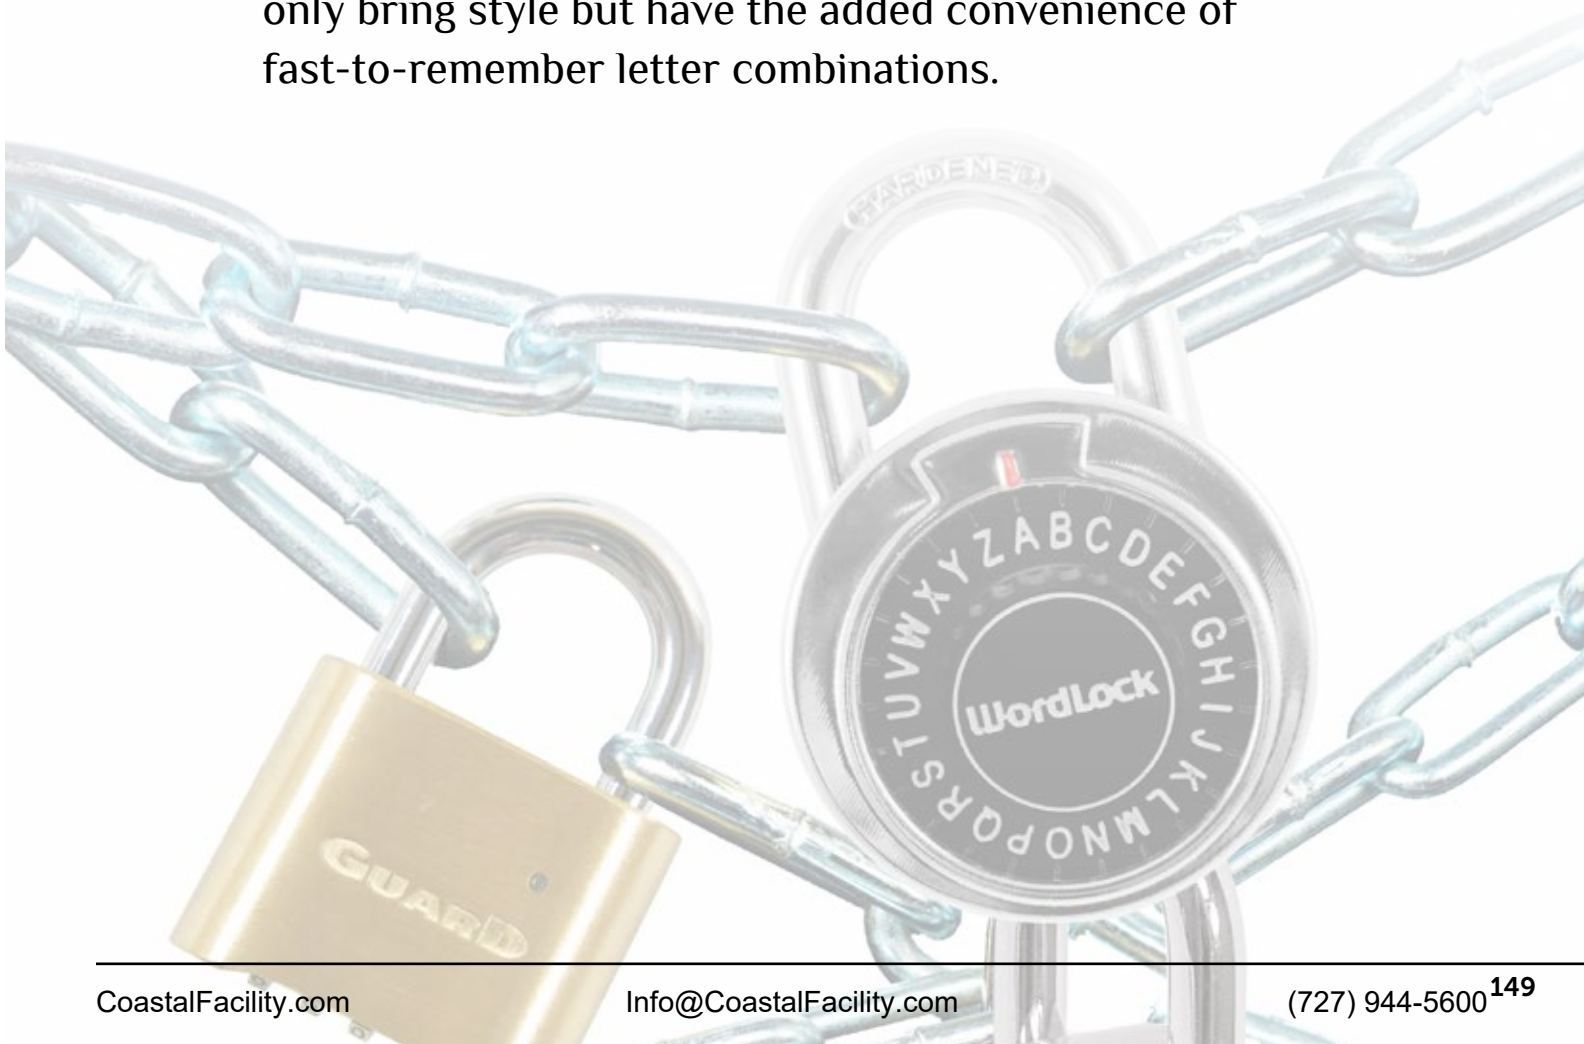 only bring style but have the added convenience of
fast-to-remember letter combinations.
HARDENED
A B C D E F G H I J K L M N O P Q R S T U V W X Y Z
WordLock
GUARD
CoastalFacility.com Info@CoastalFacility.com (727) 944-5600 149